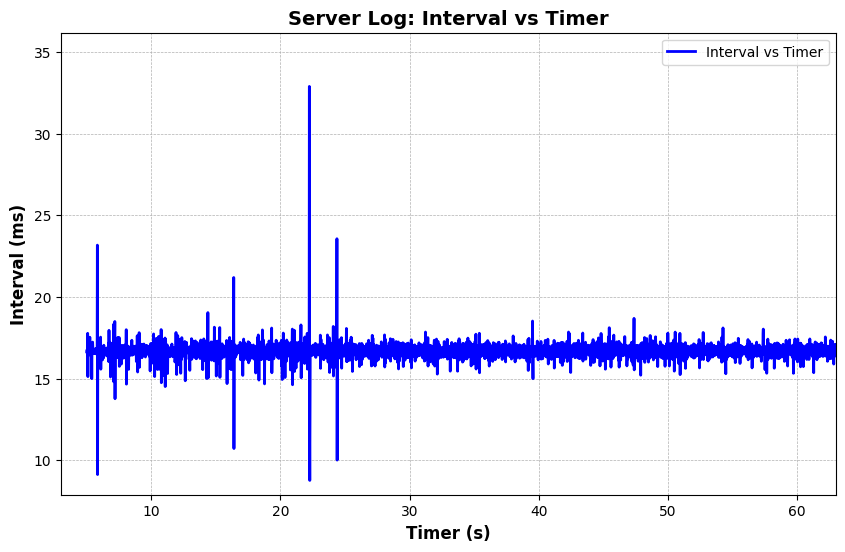 Server Log: Interval vs Timer
Interval vs Timer
Interval (ms)
35
30
25
20
15
10
10 20 30 40 50 60
Timer (s)